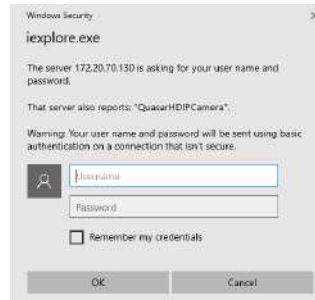 Windows Security
iexplore.exe
The server 172.20.70.130 is asking for your user name and
password.
That server also reports: "QuasarHDIPCamera".
Warning: Your user name and password will be sent using basic
authentication on a connection that isn't secure.
Username
Password
Remember my credentials
OK Cancel